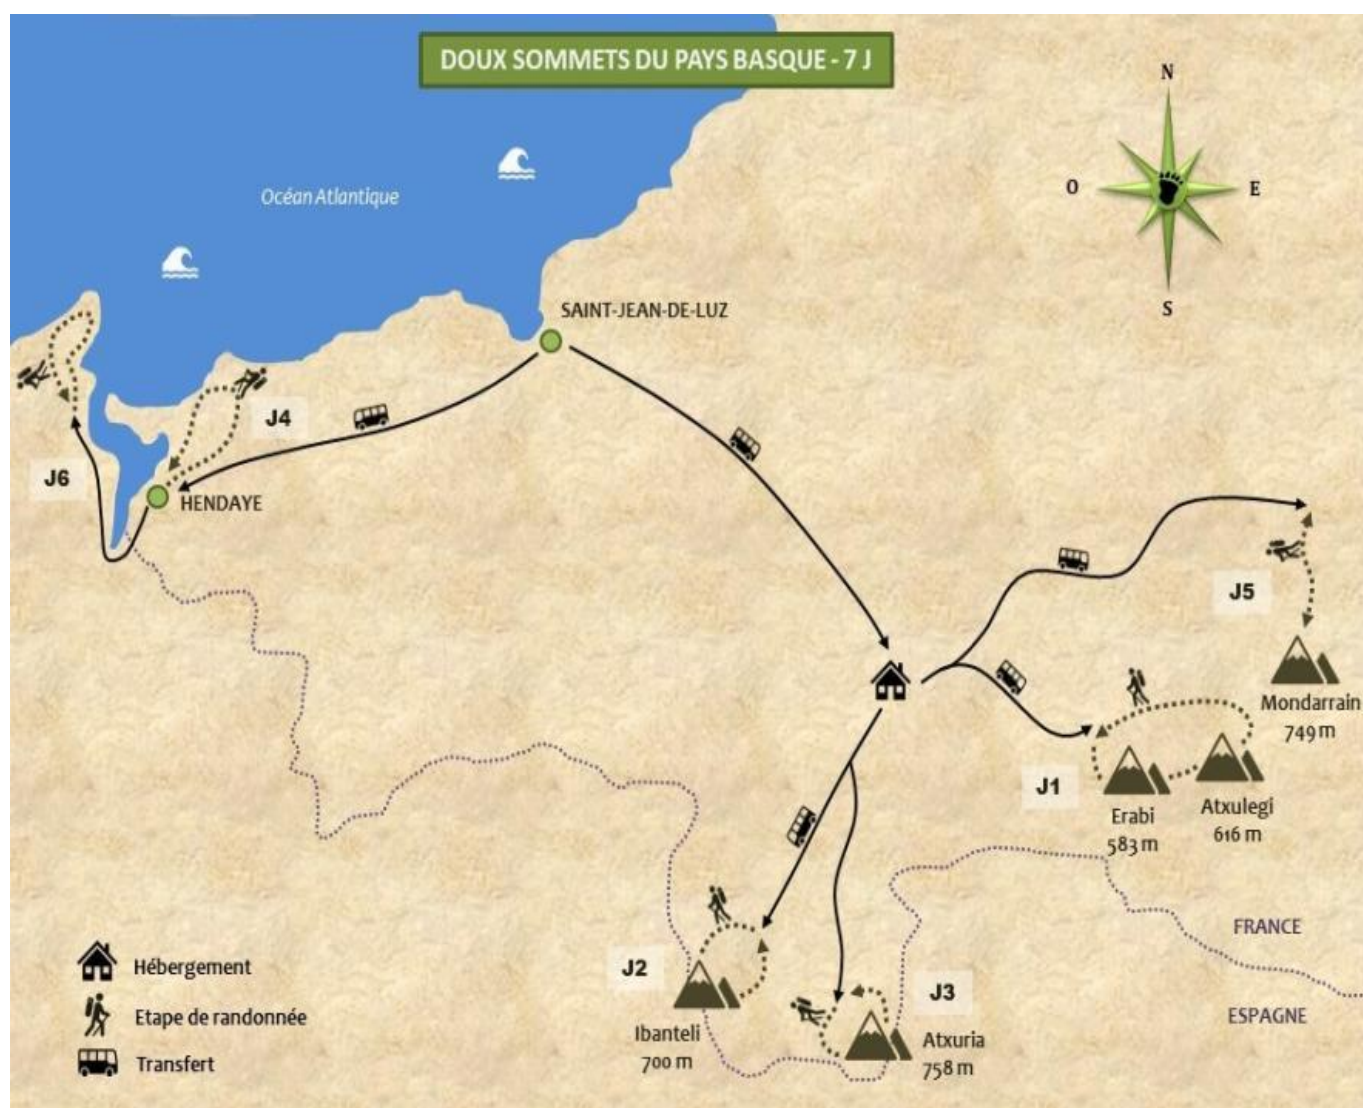 DOUX SOMMETS DU PAYS BASQUE - 7 J
N
O
E
S
Océan Atlantique
SAINT-JEAN-DE-LUZ
J4
J6
HENDAYE
J5
Mondarrain
749 m
J1
Erabi
583 m
Atxulegi
616 m
FRANCE
ESPAGNE
J2
Ibanteli
700 m
J3
Atxuria
758 m
Hébergement
Etape de randonnée
Transfert